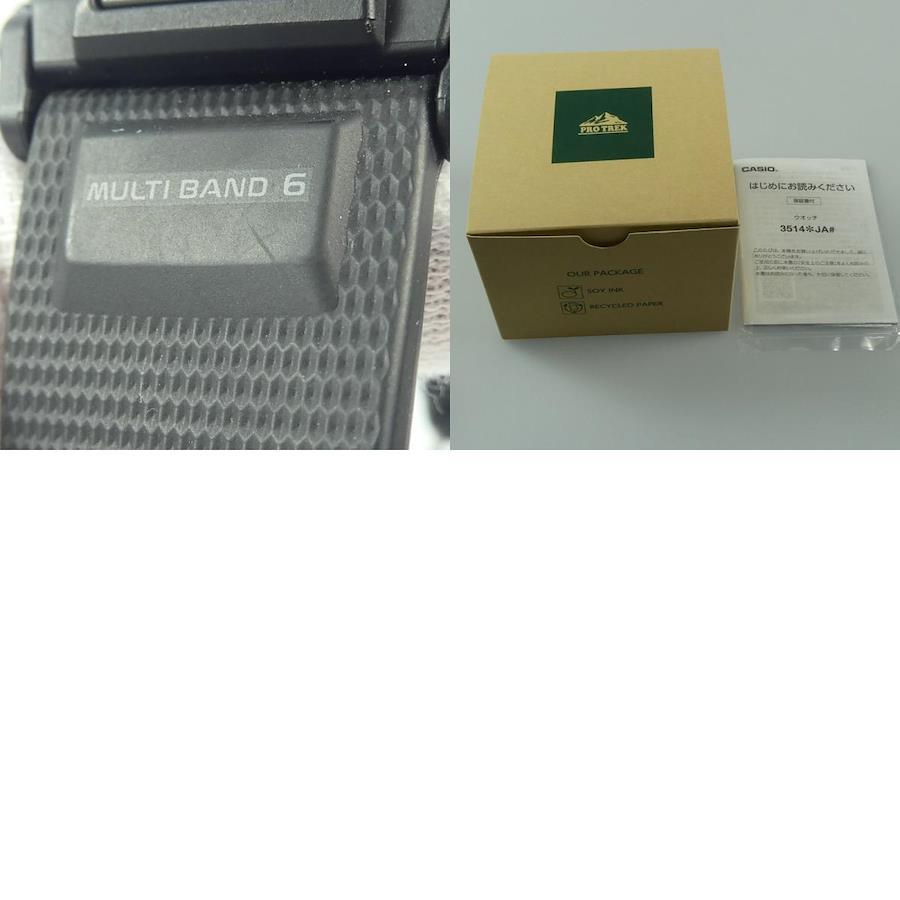 MULTI BAND 6
PRO TREK
OUR PACKAGE
SOY INK
RECYCLED PAPER
CASIO.
はじめにお読みください
保証書付
ウオッチ
3514※JA#